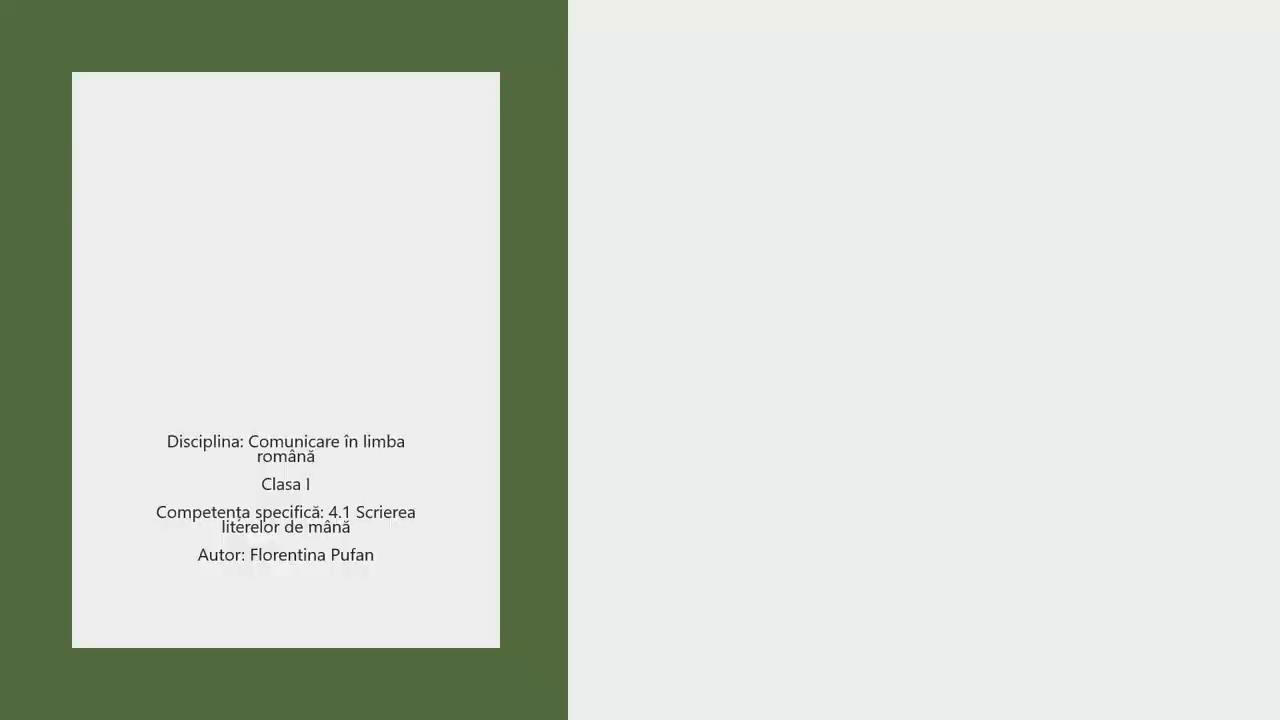 Disciplina: Comunicare în limba
română
Clasa I
Competența specifică: 4.1 Scrierea
literelor de mână
Autor: Florentina Pufan